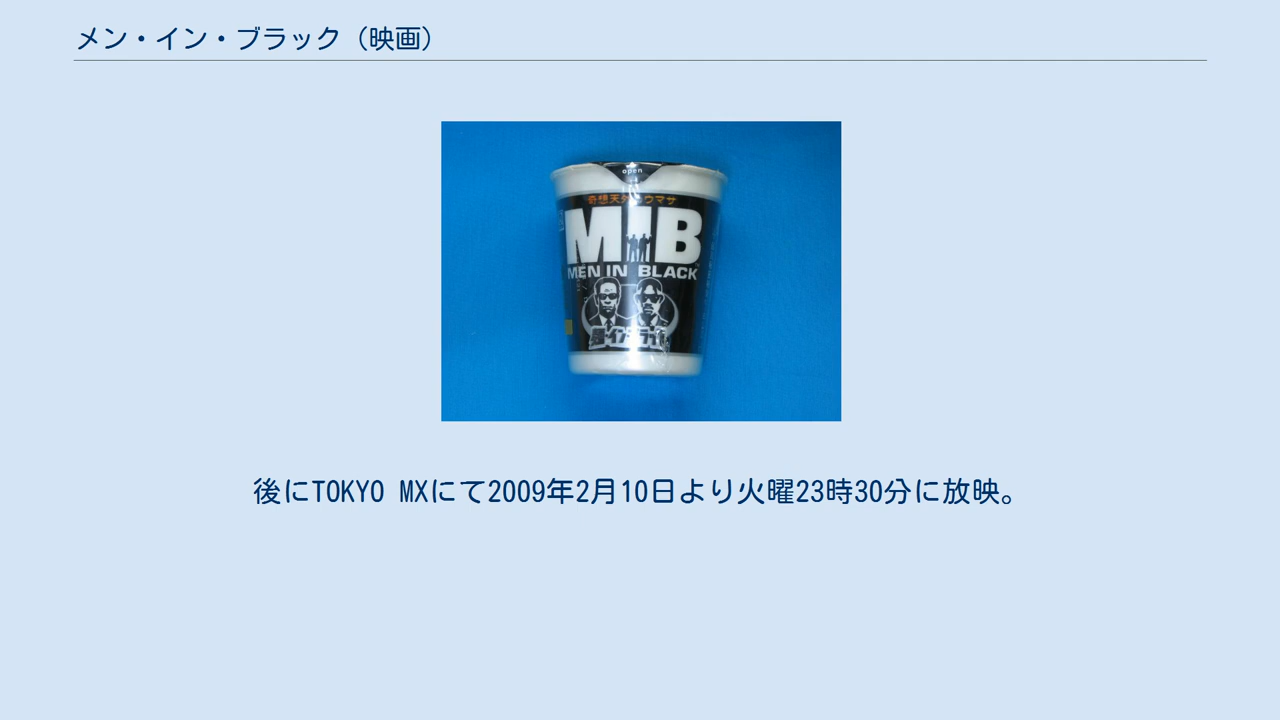 メン・イン・ブラック（映画）
open
奇想天外
ウマサ
MIB
MEN IN BLACK
後にTOKYO MXにて2009年2月10日より火曜23時30分に放映。